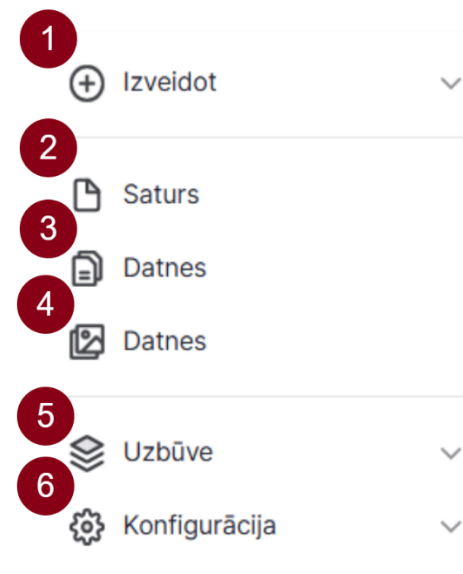 1
Izveidot
2
Saturs
3
Datnes
4
Datnes
5
Uzbūve
6
Konfigurācija